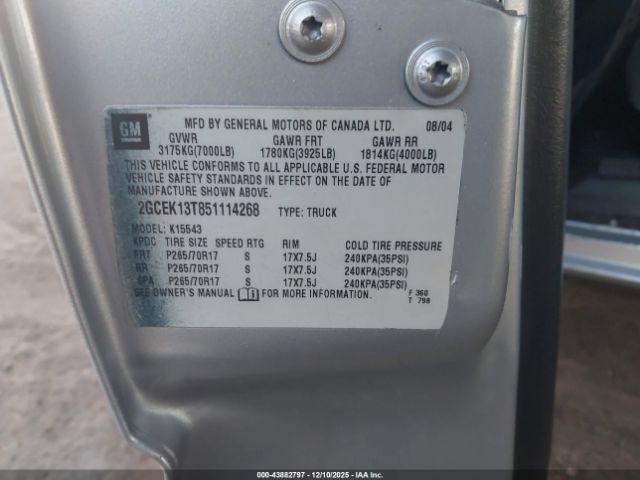 GM
MFD BY GENERAL MOTORS OF CANADA LTD. 08/04
GVWR GAWR FRT GAWR RR
3175KG(7000LB) 1780KG(3925LB) 1814KG(4000LB)
THIS VEHICLE CONFORMS TO ALL APPLICABLE U.S. FEDERAL MOTOR
VEHICLE SAFETY STANDARDS IN EFFECT ON THE DATE OF
MANUFACTURE SHOWN ABOVE.
2GCEK13T851114268 TYPE: TRUCK
MODEL: K15543
KPDC TIRE SIZE SPEED RTG RIM COLD TIRE PRESSURE
FRT P265/70R17 S 17X7.5J 240KPA(35PSI)
RR P265/70R17 S 17X7.5J 240KPA(35PSI)
SPA P265/70R17 S 17X7.5J 240KPA(35PSI)
SEE OWNER'S MANUAL FOR MORE INFORMATION.
F 360
T 798
000-43882797 - 12/10/2025 - COPART IAA